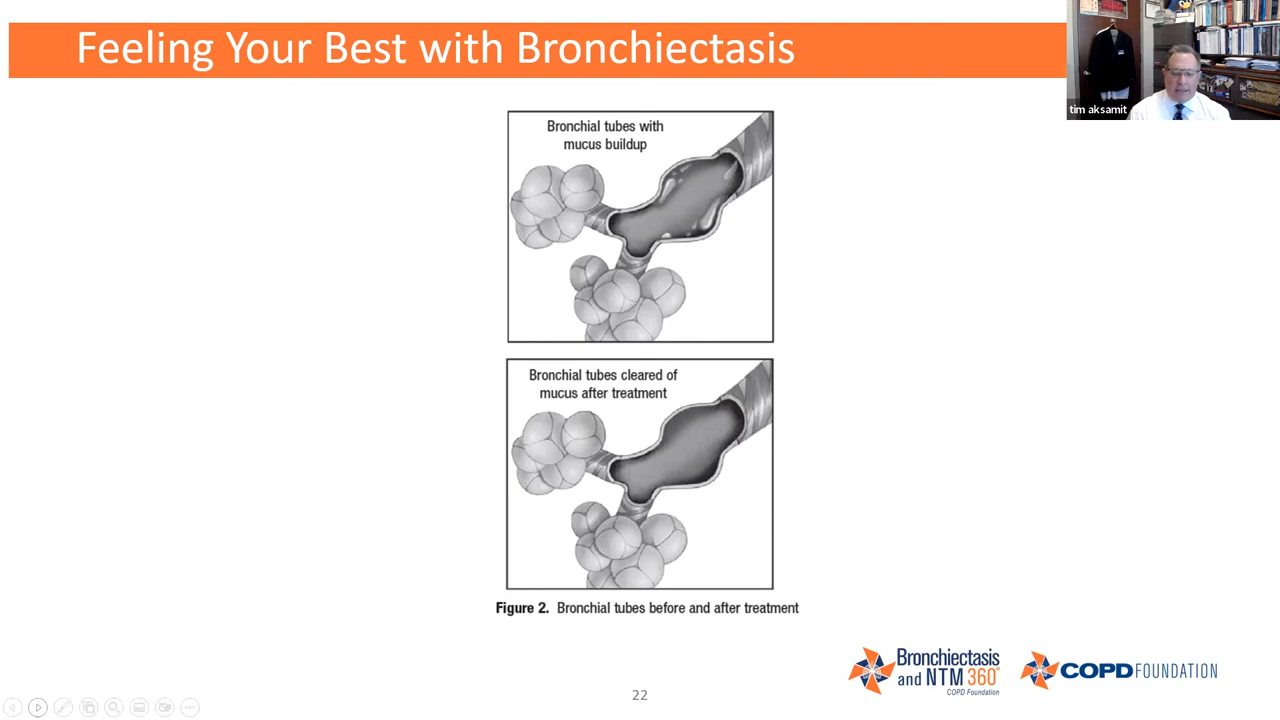 Feeling Your Best with Bronchiectasis
tim aksamit
Bronchial tubes with
mucus buildup
Bronchial tubes cleared of
mucus after treatment
Figure 2. Bronchial tubes before and after treatment
Bronchiectasis
and NTM 360°
COPD Foundation
COPD FOUNDATION
22